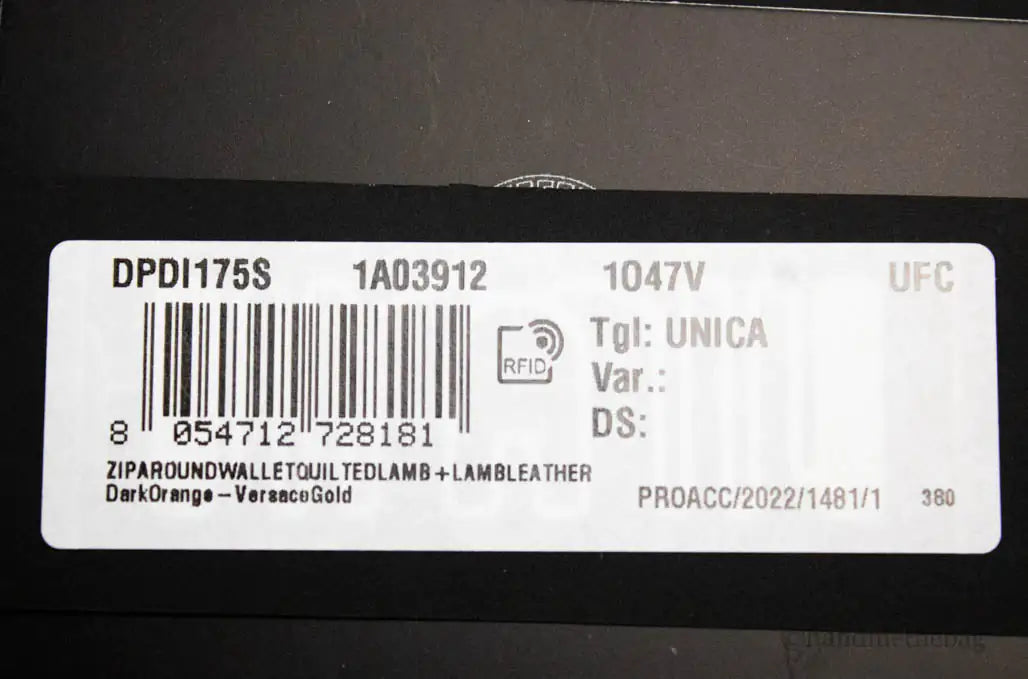 DPDI175S 1A03912 1047V UFC
RFID
Tgl: UNICA
Var.:
DS:
8 054712 728181
ZIPAROUNDWALLETQUILTEDLAMB+LAMBLEATHER
DarkOrange-VersaceGold
PROACC/2022/1481/1 380